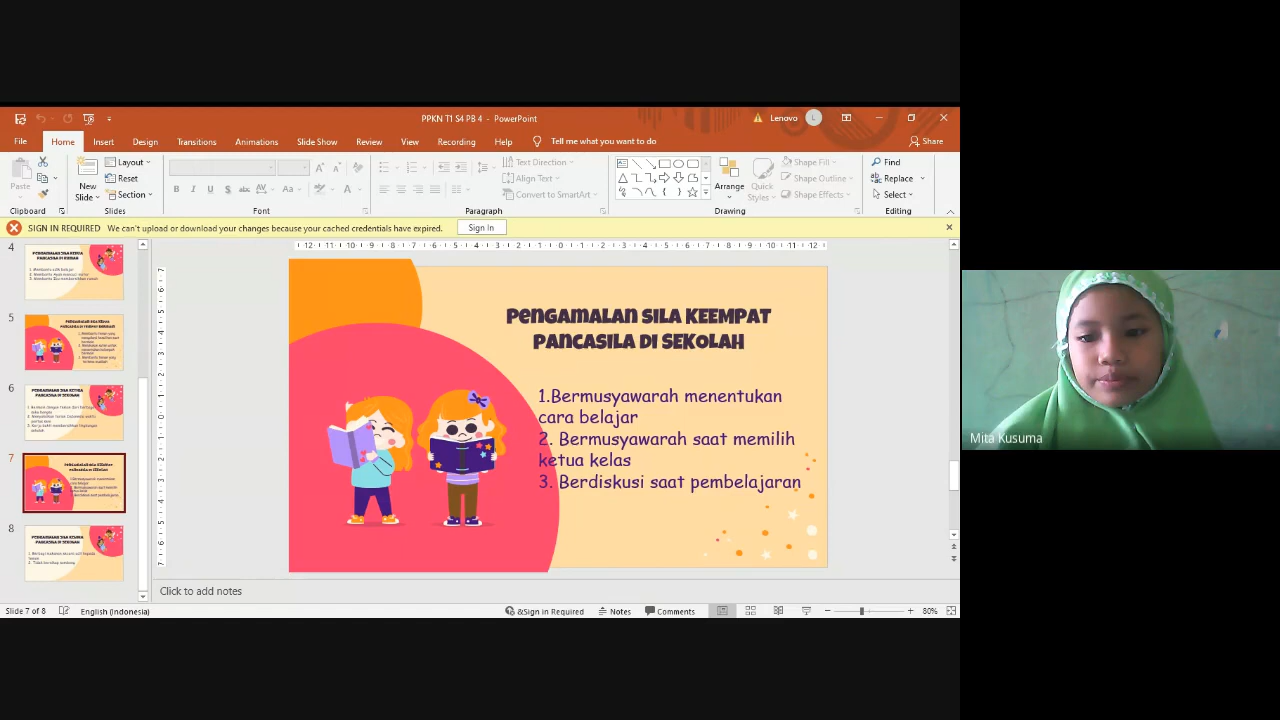 PPKN T1 S4 PB 4 - PowerPoint
Lenovo
L
File
Home
Insert
Design
Transitions
Animations
Slide Show
Review
View
Recording
Help
Tell me what you want to do
Share
Paste
New
Slide
Layout
Reset
Section
Text Direction
Align Text
Convert to SmartArt
Arrange
Quick
Styles
Shape Fill
Shape Outline
Shape Effects
Find
Replace
Select
Clipboard
Slides
Font
Paragraph
Drawing
Editing
SIGN IN REQUIRED We can't upload or download your changes because your cached credentials have expired.
Sign In
4
5
6
7
8
PENGAMALAN SILA KEEMPAT
PANCASILA DI SEKOLAH
1.Bermusyawarah menentukan
cara belajar
2. Bermusyawarah saat memilih
ketua kelas
3. Berdiskusi saat pembelajaran
Mita Kusuma
Click to add notes
Slide 7 of 8
English (Indonesia)
&Sign in Required
Notes
Comments
80%